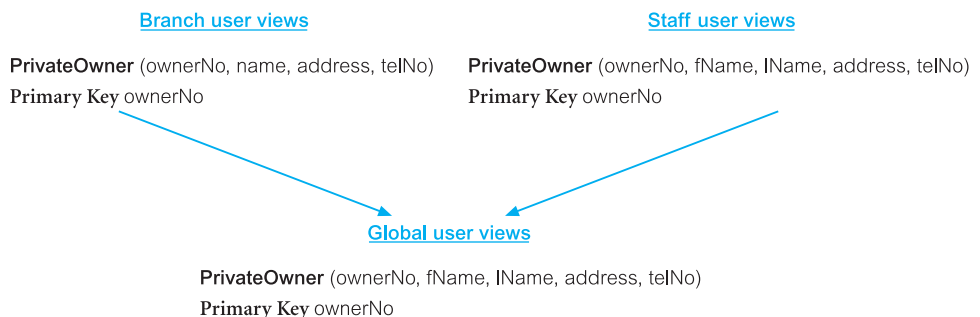 Branch user views
PrivateOwner (ownerNo, name, address, telNo)
Primary Key ownerNo
Staff user views
PrivateOwner (ownerNo, fName, lName, address, telNo)
Primary Key ownerNo
Global user views
PrivateOwner (ownerNo, fName, lName, address, telNo)
Primary Key ownerNo